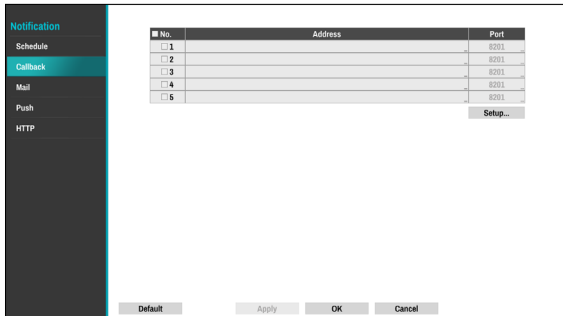 Notification
Schedule
Callback
Mail
Push
HTTP
No. Address Port
1 8201
2 8201
3 8201
4 8201
5 8201
Setup...
Default Apply OK Cancel